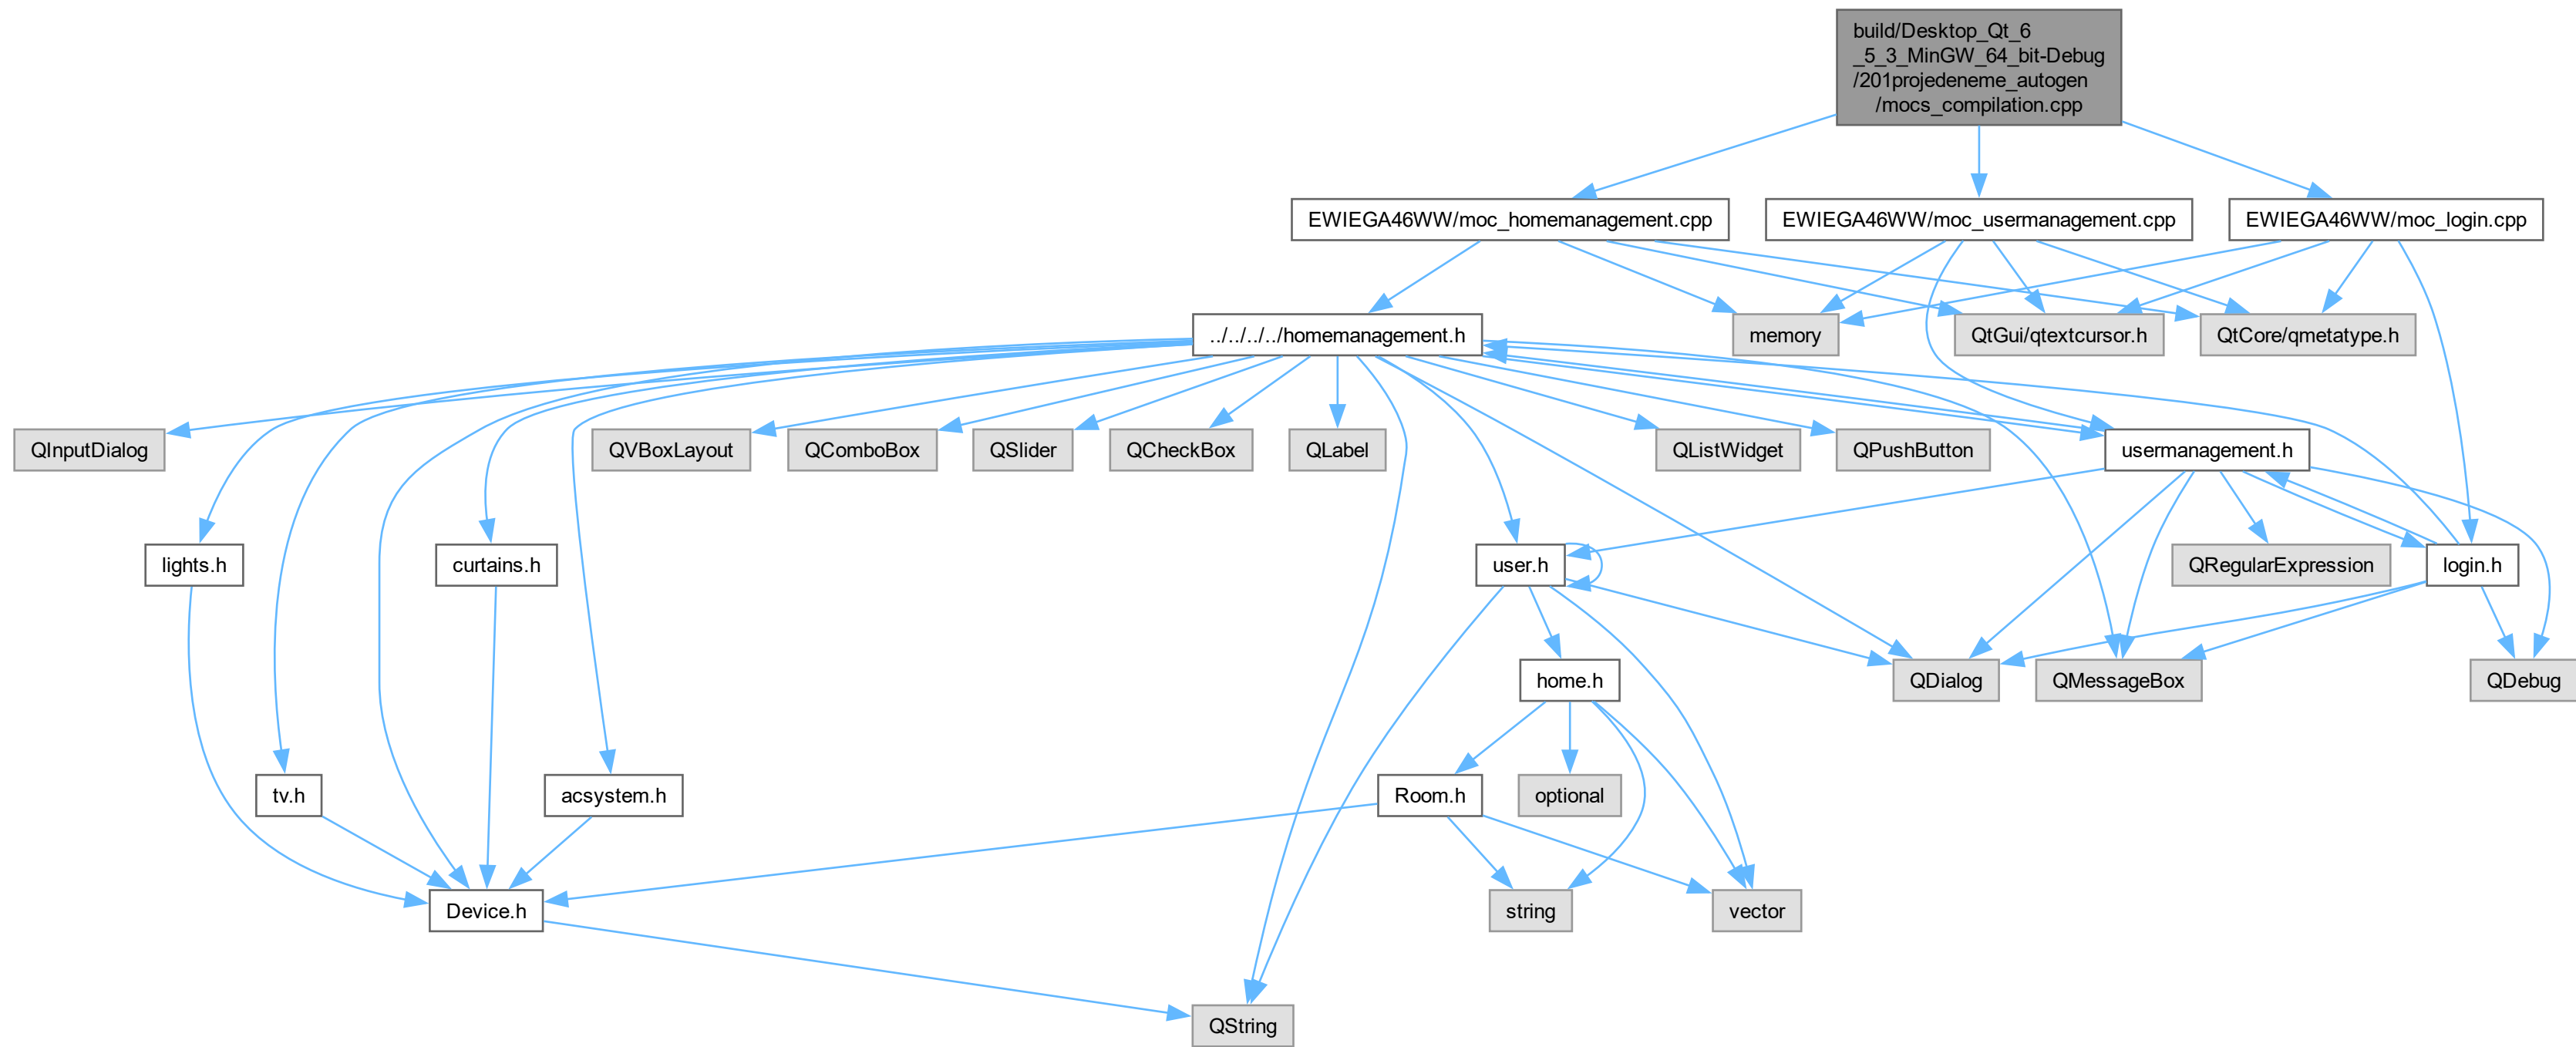 build/Desktop_Qt_6
_5_3_MinGW_64_bit-Debug
/201projedeneme_autogen
/mocs_compilation.cpp
EWIEGA46WW/moc_homemanagement.cpp
EWIEGA46WW/moc_usermanagement.cpp
EWIEGA46WW/moc_login.cpp
../../../../homemanagement.h
memory
QtGui/qtextcursor.h
QtCore/qmetatype.h
QInputDialog
QVBoxLayout
QComboBox
QSlider
QCheckBox
QLabel
QListWidget
QPushButton
usermanagement.h
lights.h
curtains.h
user.h
QRegularExpression
login.h
home.h
QDialog
QMessageBox
QDebug
tv.h
acsystem.h
Room.h
optional
Device.h
string
vector
QString